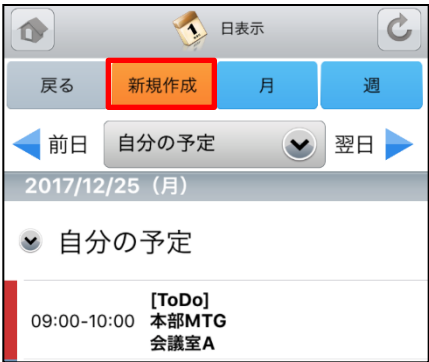 日表示
戻る 新規作成 月 週
前日 自分の予定 翌日
2017/12/25（月）
自分の予定
09:00-10:00 [ToDo]
本部MTG
会議室A